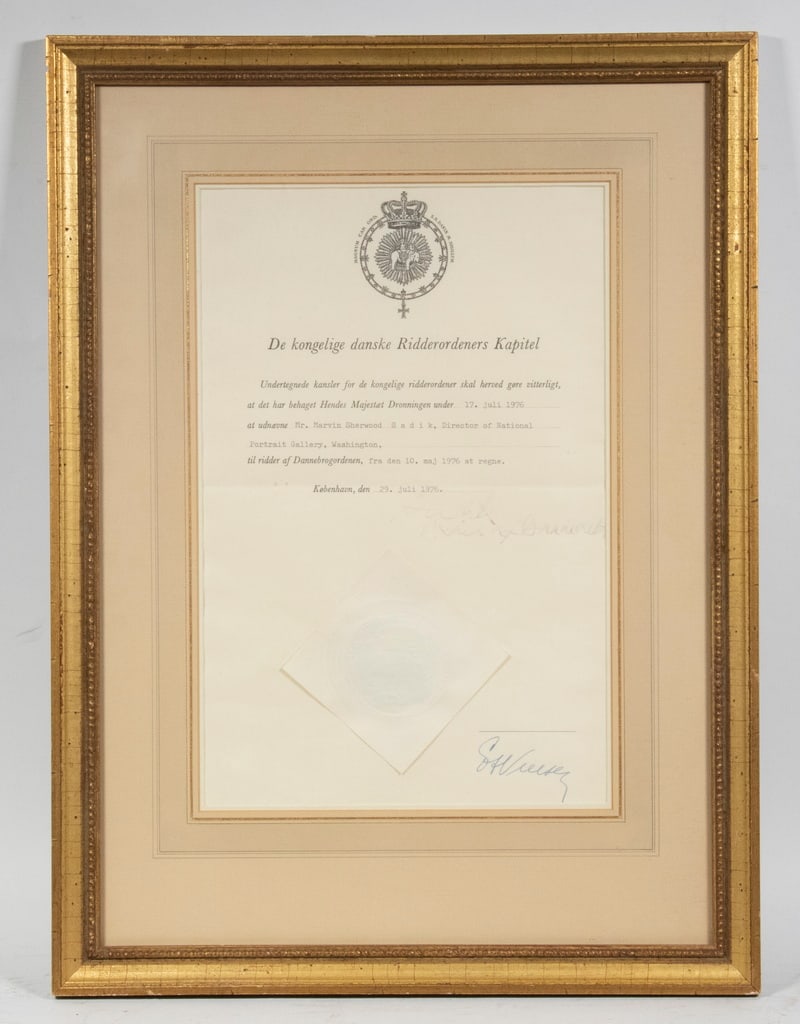 De kongelige danske Ridderordeners Kapitel
Undertegnede kansler for de kongelige ridderordener skal herved gøre vitterligt,
at det har behaget Hendes Majestæt Dronningen under 17. juli 1976
at udnævne Mr. Marvin Sherwood S a d i k, Director of National
Portrait Gallery, Washington,
til ridder af Dannebrogordenen, fra den 10. maj 1976 at regne.
København, den 29. juli 1976.